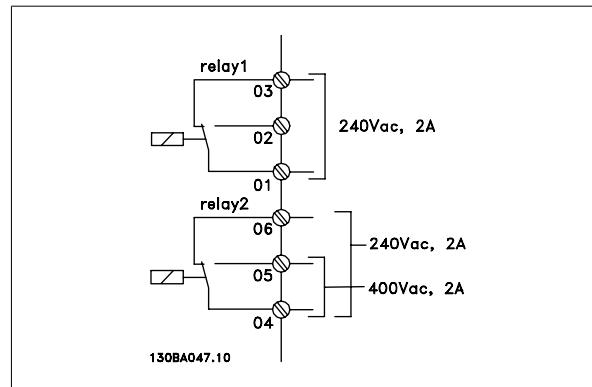 relay1
03
02
240Vac, 2A
01
relay2
06
240Vac, 2A
05
400Vac, 2A
04
130BA047.10